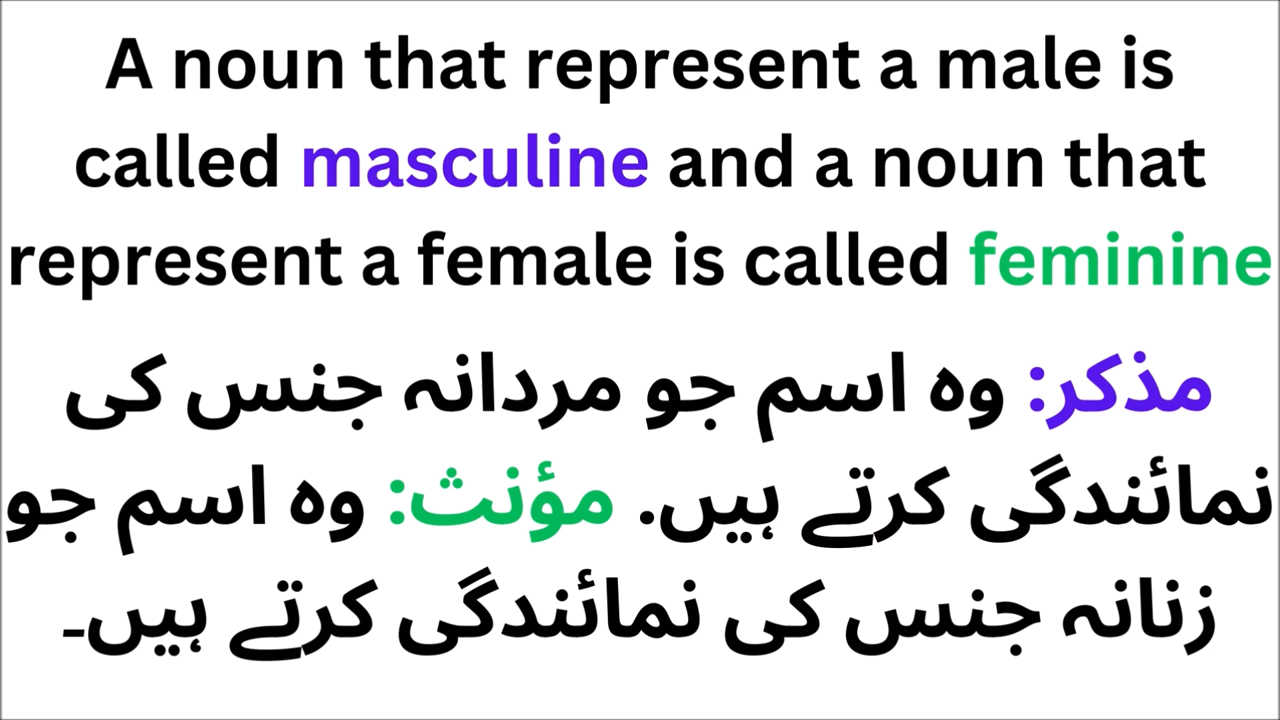 A noun that represent a male is
called masculine and a noun that
represent a female is called feminine
مذکر: وہ اسم جو مردانہ جنس کی
نمائندگی کرتے ہیں. مؤنث: وہ اسم جو
زنانہ جنس کی نمائندگی کرتے ہیں۔